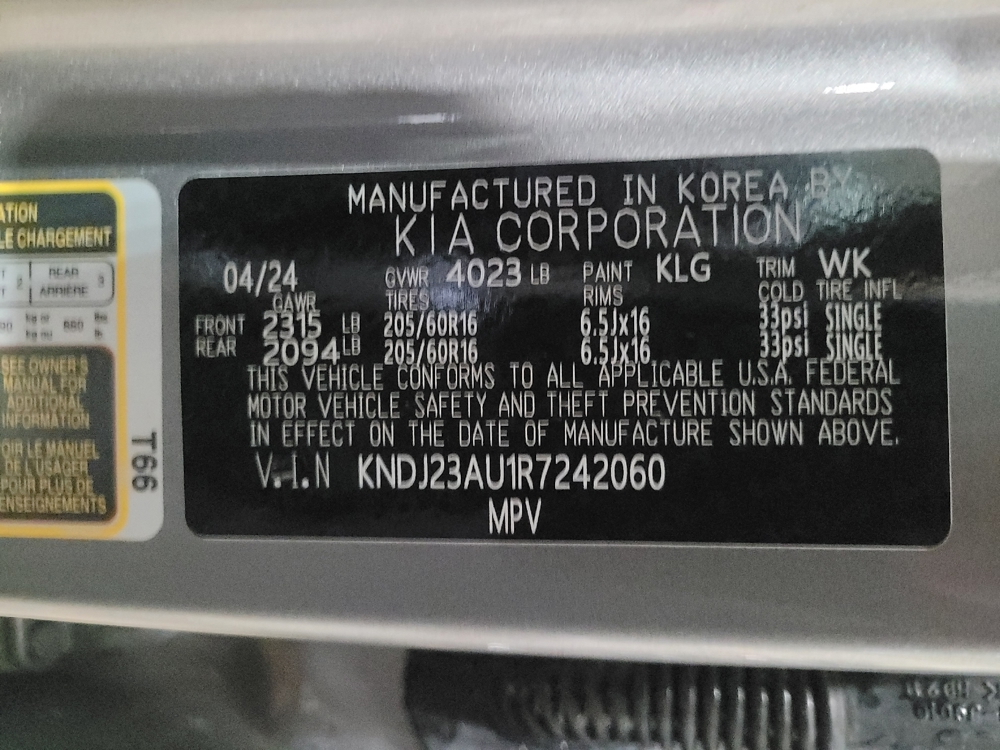 ATION
LE CHARGEMENT
REAR 3
ARRIÈRE
SEE OWNER'S
MANUAL FOR
ADDITIONAL
INFORMATION
OIR LE MANUEL
DE L'USAGER
POUR PLUS DE
ENSEIGNEMENTS
T66
MANUFACTURED IN KOREA BY
KIA CORPORATION
04/24 GVWR 4023 LB PAINT KLG TRIM WK
GAWR TIRES RIMS COLD TIRE INFL
FRONT 2315 LB 205/60R16 6.5Jx16 33psi SINGLE
REAR 2094 LB 205/60R16 6.5Jx16 33psi SINGLE
THIS VEHICLE CONFORMS TO ALL APPLICABLE U.S.A. FEDERAL
MOTOR VEHICLE SAFETY AND THEFT PREVENTION STANDARDS
IN EFFECT ON THE DATE OF MANUFACTURE SHOWN ABOVE.
V.I.N KNDJ23AU1R7242060
MPV